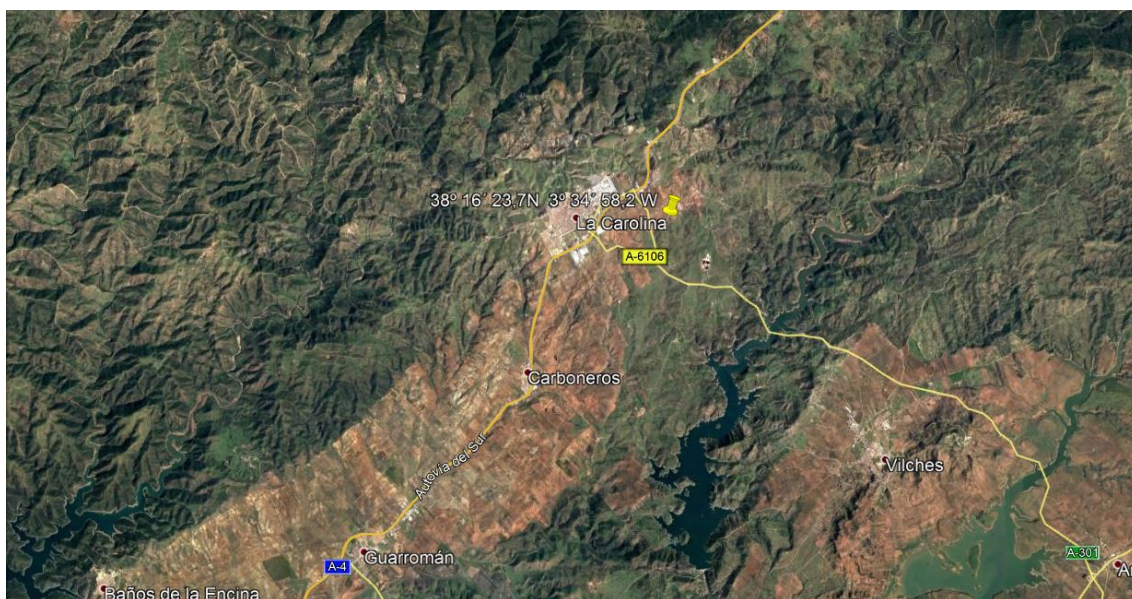 38º 16´ 23,7N 3º 34´ 58,2 W
La Carolina
A-6106
Carboneros
Autovía del Sur
Vilches
A-4
Guarromán
A-301
Baños de la Encina